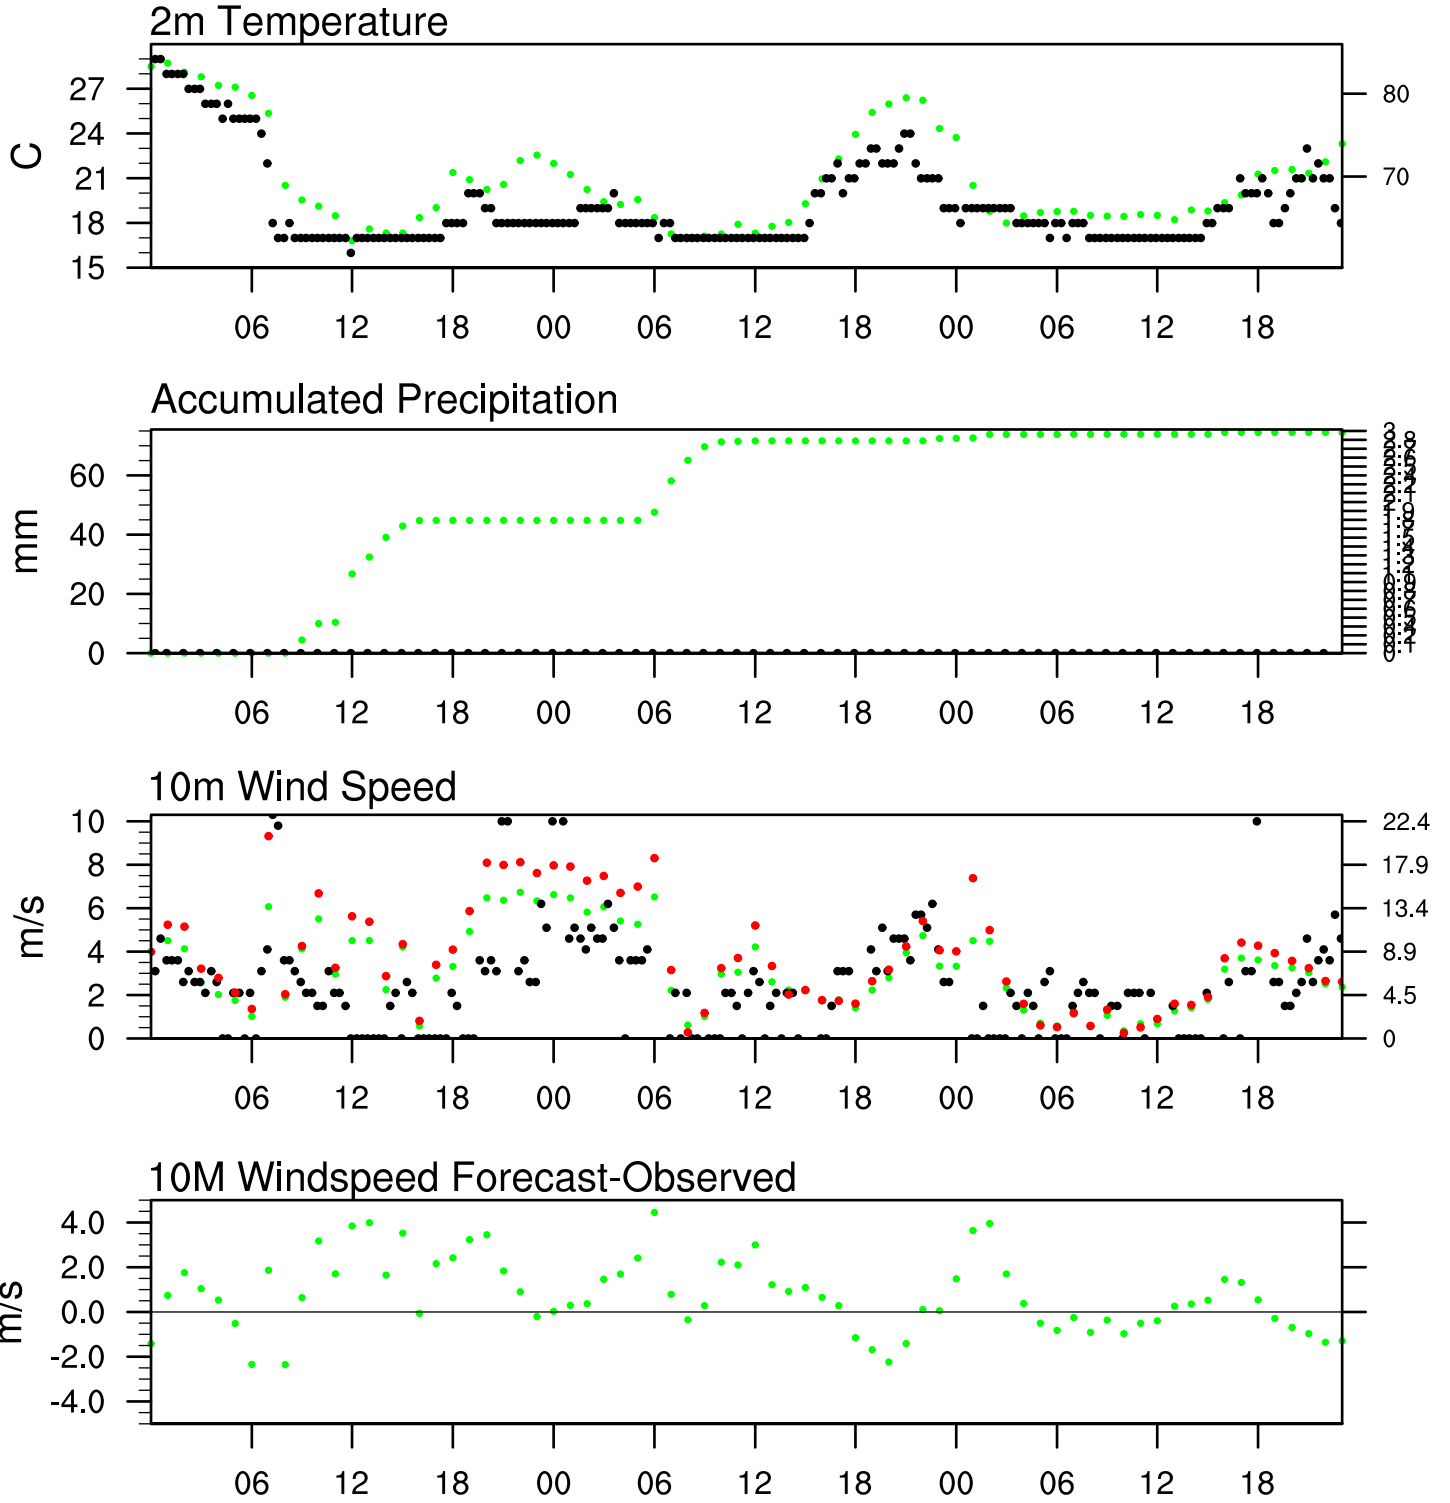 2m Temperature
27
24
21
18
15
C
80
70
06 12 18 00 06 12 18 00 06 12 18
Accumulated Precipitation
60
40
20
0
mm
3
0
06 12 18 00 06 12 18 00 06 12 18
10m Wind Speed
10
8
6
4
2
0
m/s
22.4
17.9
13.4
8.9
4.5
0
06 12 18 00 06 12 18 00 06 12 18
10M Windspeed Forecast-Observed
4.0
2.0
0.0
-2.0
-4.0
m/s
06 12 18 00 06 12 18 00 06 12 18